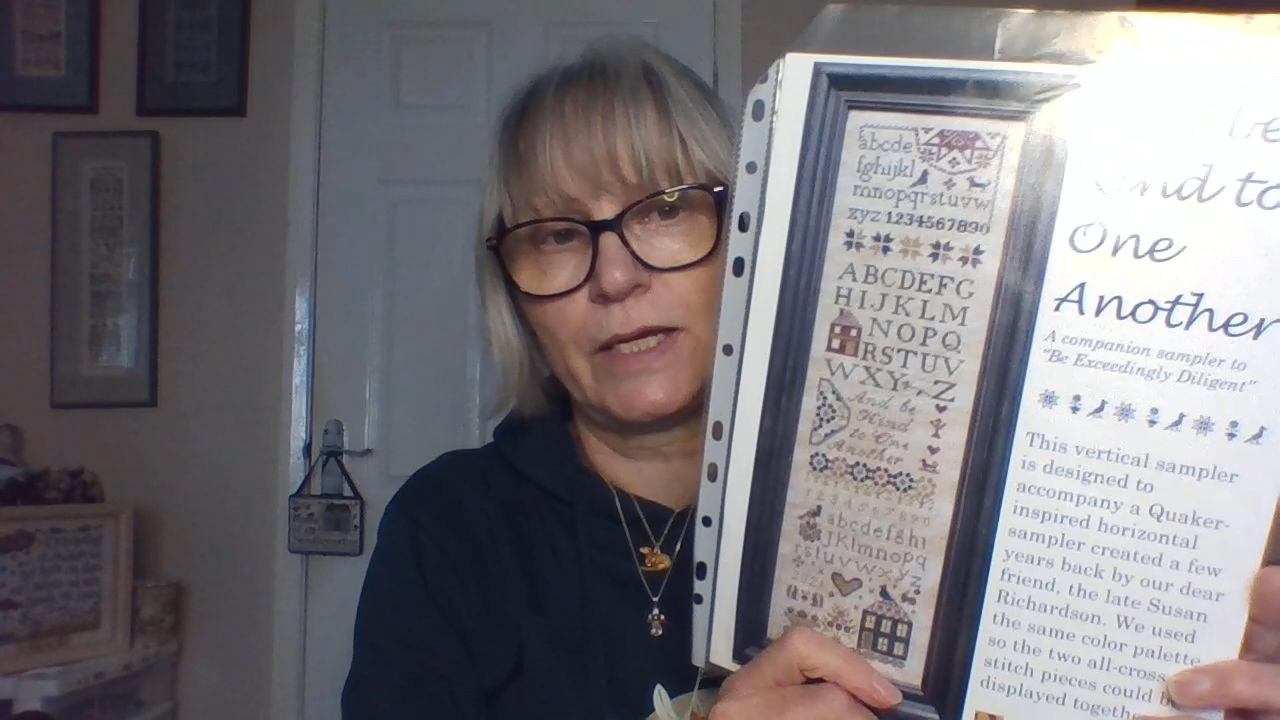 abcde
fghijkl
mnopqrstuvw
xyz 1234567890
ABCDEFG
HIJKLM
NOPQ
RSTUV
WXYZ
And be
Kind
to One
Another
1234567890
abcdefghi
jklmnopq
rstuvwxyz
2021
be
Kind to
One
Another
A companion sampler to
"Be Exceedingly Diligent"
This vertical sampler
is designed to
accompany a Quaker-
inspired horizontal
sampler created a few
years back by our dear
friend, the late Susan
Richardson. We used
the same color palette
so the two all-cross
stitch pieces could
displayed together